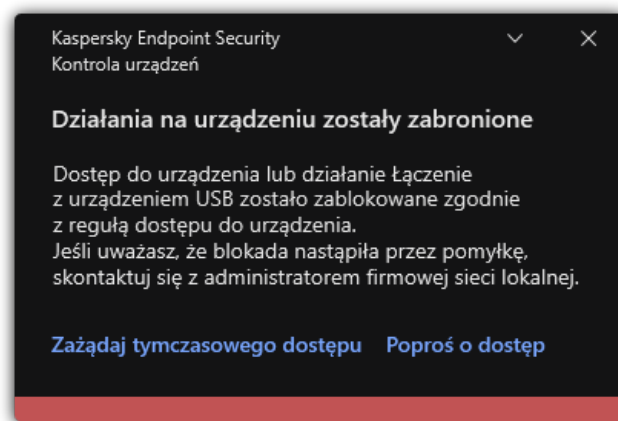 Kaspersky Endpoint Security
Kontrola urządzeń
Działania na urządzeniu zostały zabronione
Dostęp do urządzenia lub działanie Łączenie
z urządzeniem USB zostało zablokowane zgodnie
z regułą dostępu do urządzenia.
Jeśli uważasz, że blokada nastąpiła przez pomyłkę,
skontaktuj się z administratorem firmowej sieci lokalnej.
Zażądaj tymczasowego dostępu Poproś o dostęp